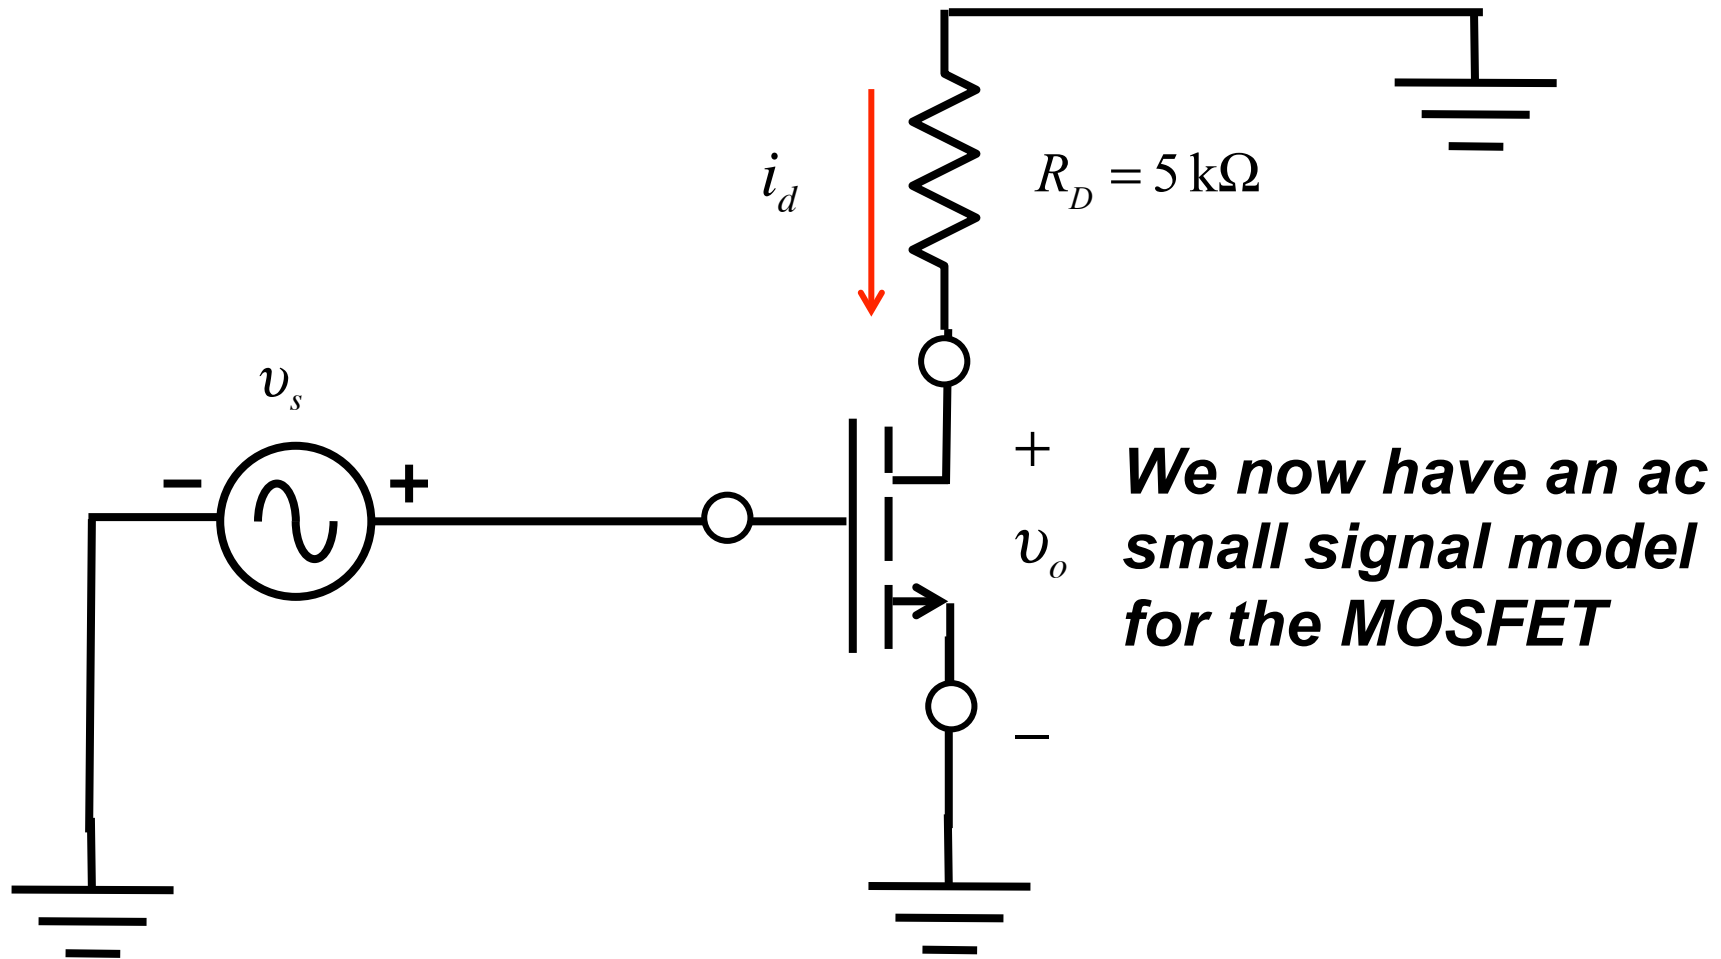 i_d
R_D = 5 kΩ
υ_s
− +
+
υ_o
−
We now have an ac
small signal model
for the MOSFET